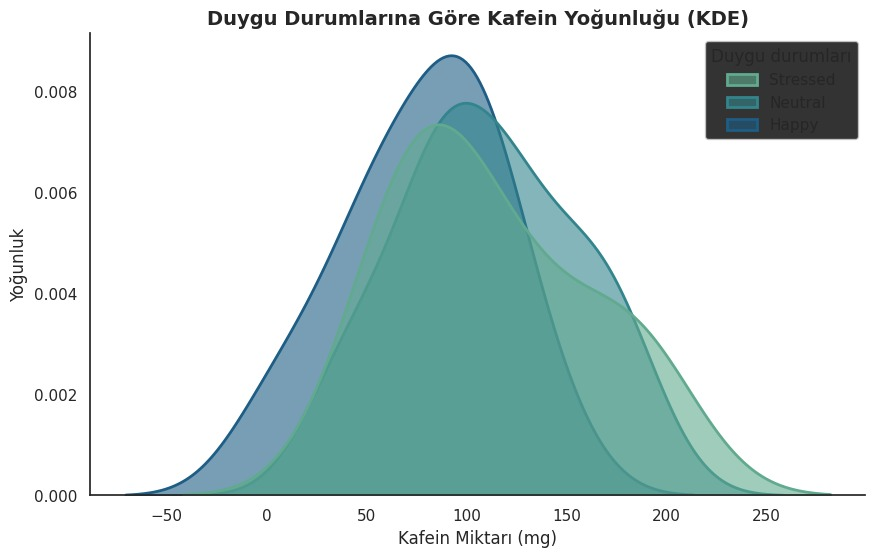 Duygu Durumlarına Göre Kafein Yoğunluğu (KDE)
Duygu durumları
Stressed
Neutral
Happy
Yoğunluk
0.008
0.006
0.004
0.002
0.000
−50
0
50
100
150
200
250
Kafein Miktarı (mg)